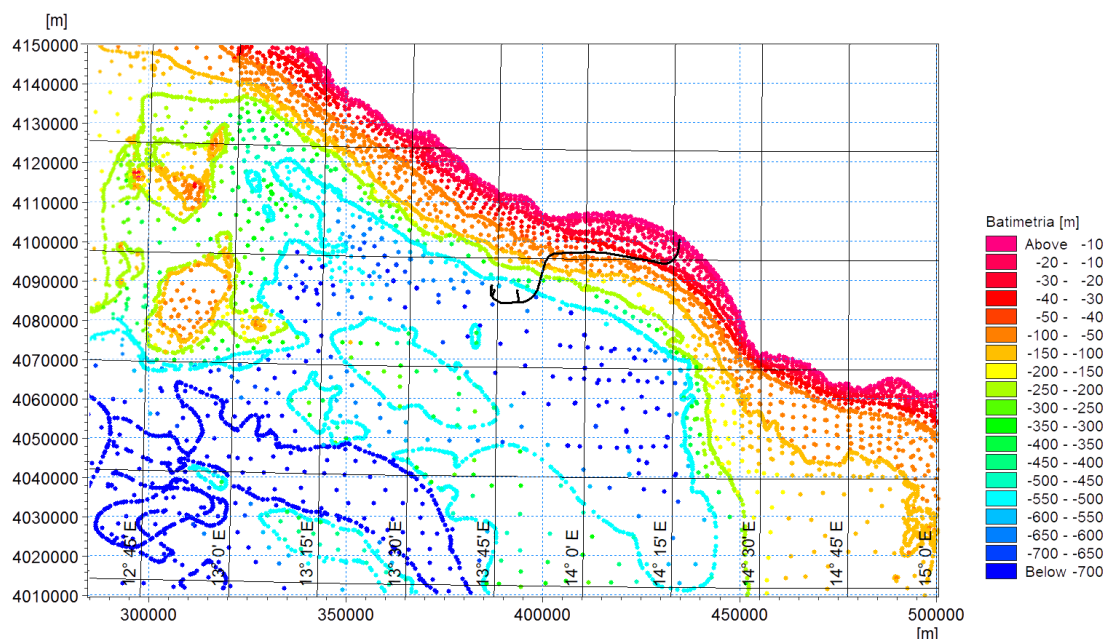 [m]
4150000
4140000
4130000
4120000
4110000
4100000
4090000
4080000
4070000
4060000
4050000
4040000
4030000
4020000
4010000
12° 45' E
13° 0' E
13° 15' E
13° 30' E
13° 45' E
14° 0' E
14° 15' E
14° 30' E
14° 45' E
15° 0' E
300000 350000 400000 450000 500000
[m]
Batimetria [m]
Above -10
-20 - -10
-30 - -20
-40 - -30
-50 - -40
-100 - -50
-150 - -100
-200 - -150
-250 - -200
-300 - -250
-350 - -300
-400 - -350
-450 - -400
-500 - -450
-550 - -500
-600 - -550
-650 - -600
-700 - -650
Below -700